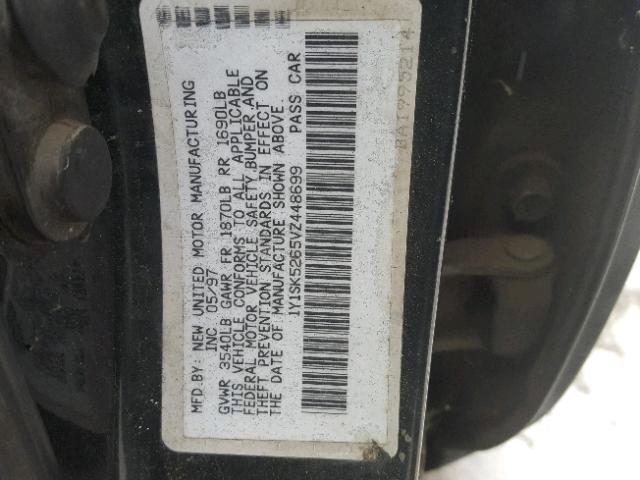 MFD.BY: NEW UNITED MOTOR MANUFACTURING
INC 05/97
GVWR 3540LB GAWR FR 1870LB RR 1690LB
THIS VEHICLE CONFORMS TO ALL APPLICABLE
FEDERAL MOTOR VEHICLE SAFETY BUMPER AND
THEFT PREVENTION STANDARDS IN EFFECT ON
THE DATE OF MANUFACTURE SHOWN ABOVE.
1Y1SK5265VZ448699 PASS CAR
BA1995214